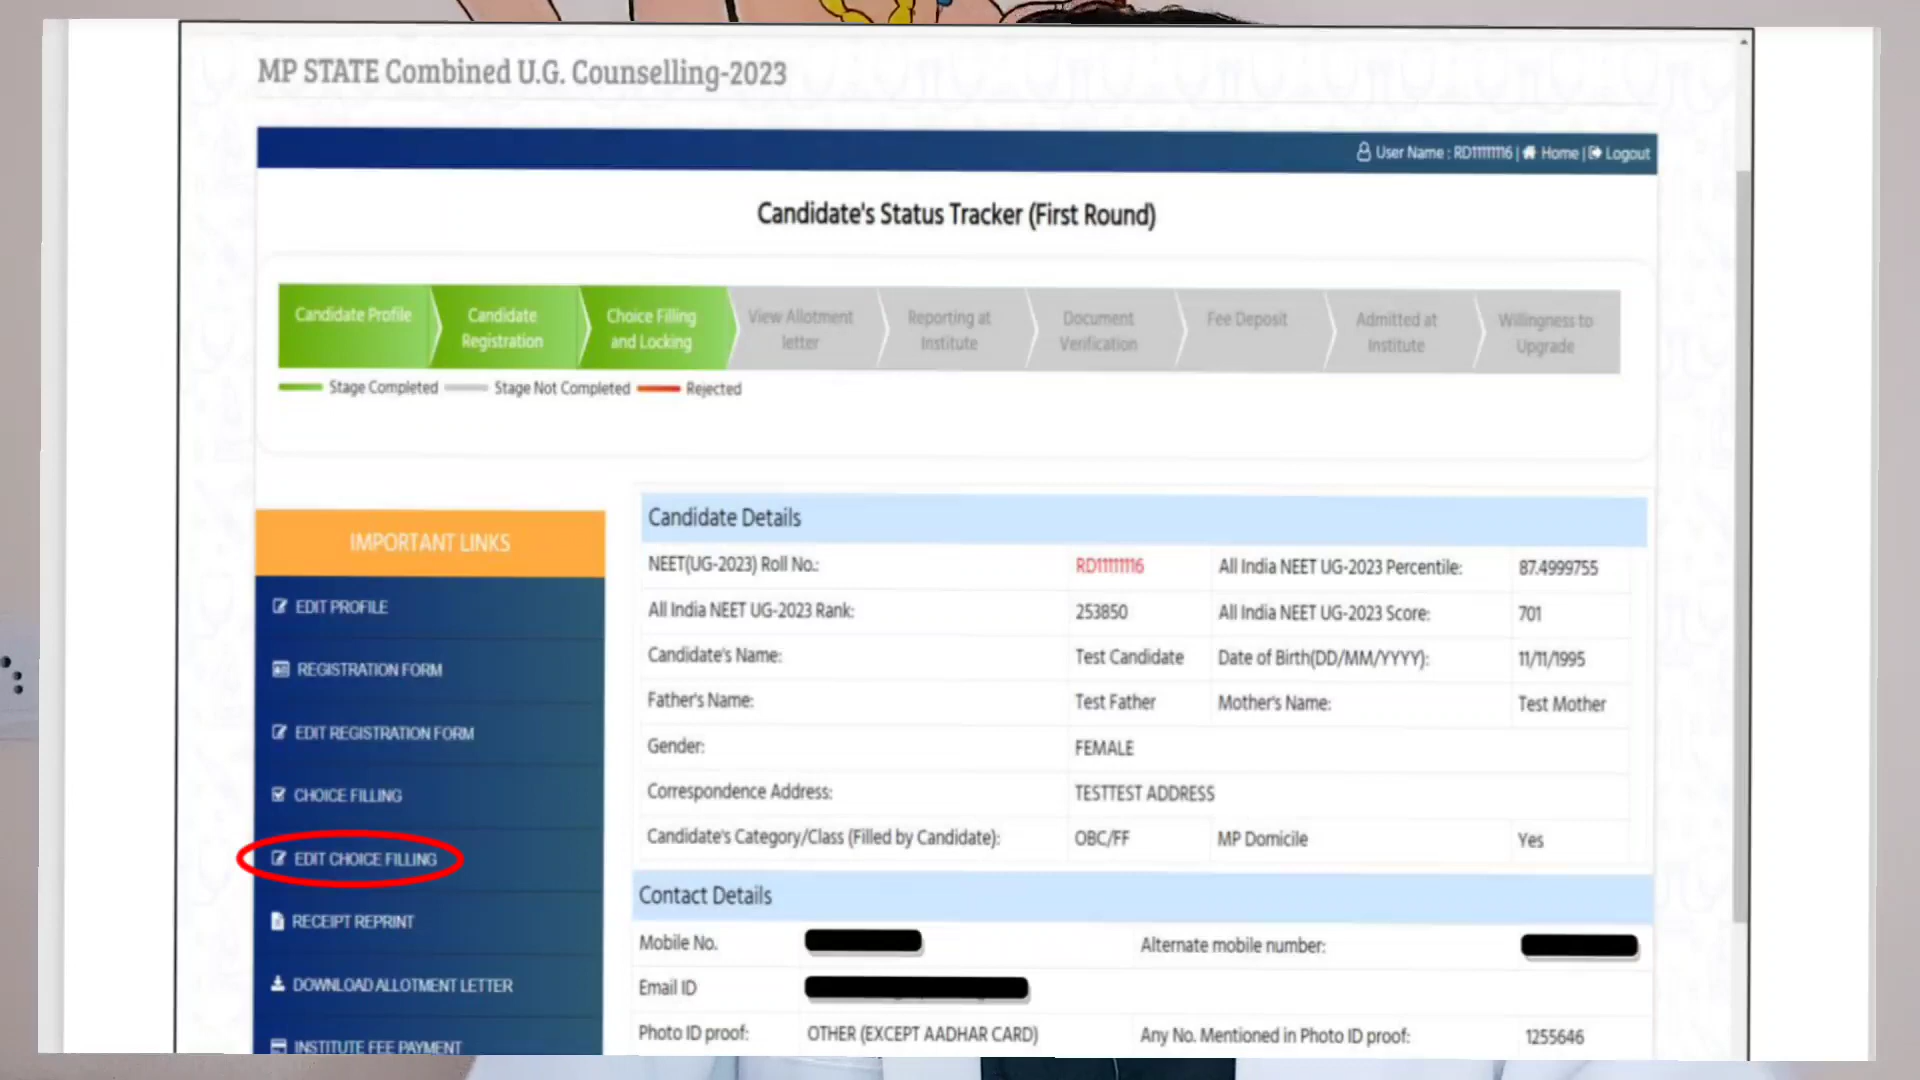 MP STATE Combined U.G. Counselling-2023
User Name : RD11111116 | Home | Logout
Candidate's Status Tracker (First Round)
Candidate Profile
Candidate Registration
Choice Filling and Locking
View Allotment letter
Reporting at Institute
Document Verification
Fee Deposit
Admitted at Institute
Willingness to Upgrade
Stage Completed Stage Not Completed Rejected
IMPORTANT LINKS
EDIT PROFILE
REGISTRATION FORM
EDIT REGISTRATION FORM
CHOICE FILLING
EDIT CHOICE FILLING
RECEIPT REPRINT
DOWNLOAD ALLOTMENT LETTER
INSTITUTE FEE PAYMENT
Candidate Details
NEET(UG-2023) Roll No.: RD11111116 All India NEET UG-2023 Percentile: 87.4999755
All India NEET UG-2023 Rank: 253850 All India NEET UG-2023 Score: 701
Candidate's Name: Test Candidate Date of Birth(DD/MM/YYYY): 11/11/1995
Father's Name: Test Father Mother's Name: Test Mother
Gender: FEMALE
Correspondence Address: TESTTEST ADDRESS
Candidate's Category/Class (Filled by Candidate): OBC/FF MP Domicile Yes
Contact Details
Mobile No. Alternate mobile number:
Email ID
Photo ID proof: OTHER (EXCEPT AADHAR CARD) Any No. Mentioned in Photo ID proof: 1255646